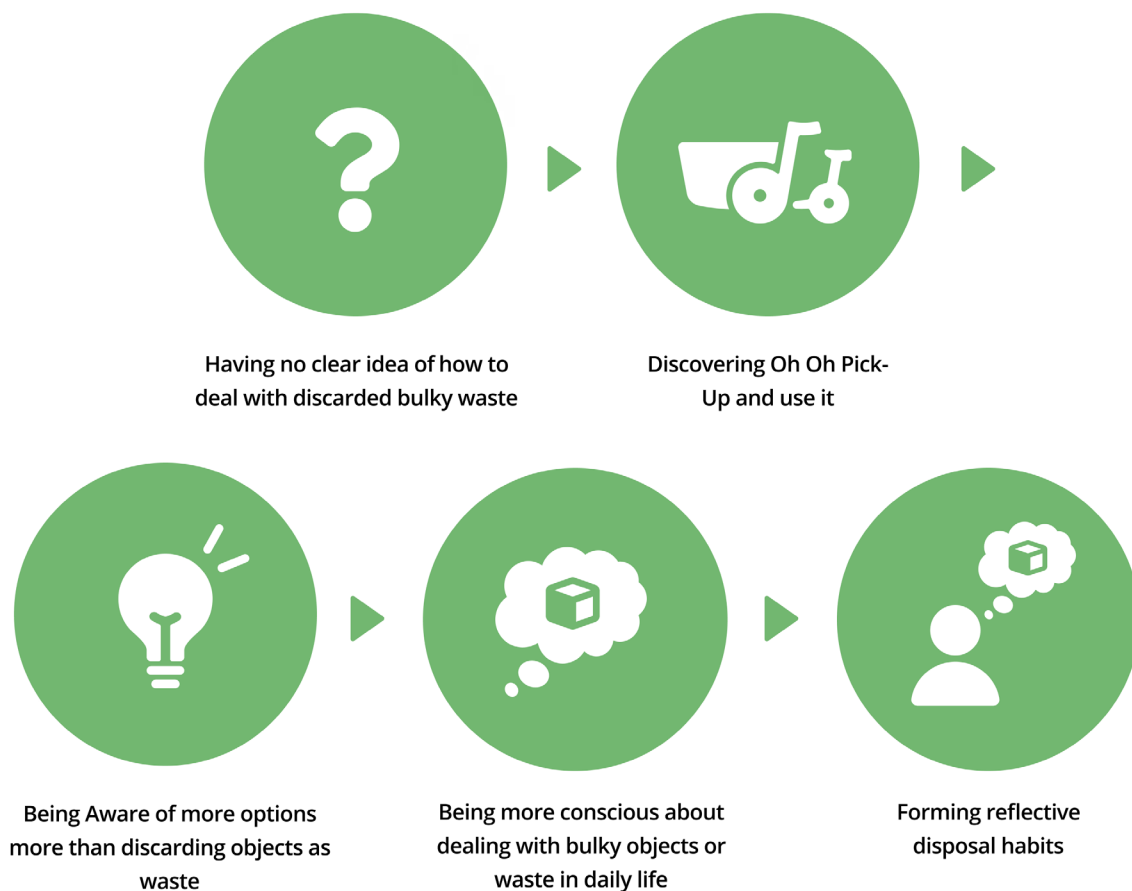 Having no clear idea of how to
deal with discarded bulky waste
Discovering Oh Oh Pick-
Up and use it
Being Aware of more options
more than discarding objects as
waste
Being more conscious about
dealing with bulky objects or
waste in daily life
Forming reflective
disposal habits